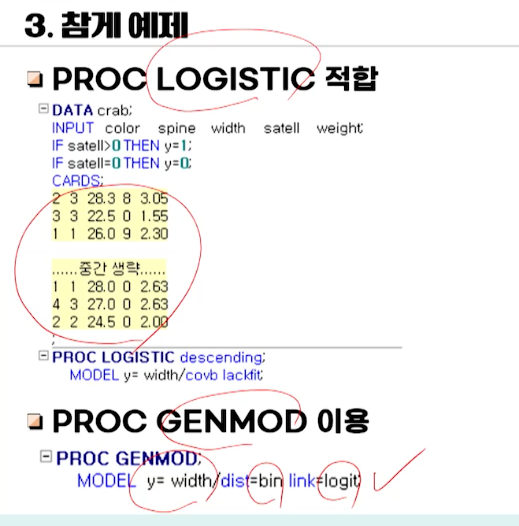 3. 참게 예제
PROC LOGISTIC 적합
DATA crab;
INPUT color spine width satell weight;
IF satell>0 THEN y=1;
IF satell=0 THEN y=0;
CARDS;
2 3 28.3 8 3.05
3 3 22.5 0 1.55
1 1 26.0 9 2.30
......중간 생략......
1 1 28.0 0 2.63
4 3 27.0 0 2.63
2 2 24.5 0 2.00
;
PROC LOGISTIC descending;
MODEL y= width/covb lackfit;
PROC GENMOD 이용
PROC GENMOD;
MODEL y= width/dist=bin link=logit;